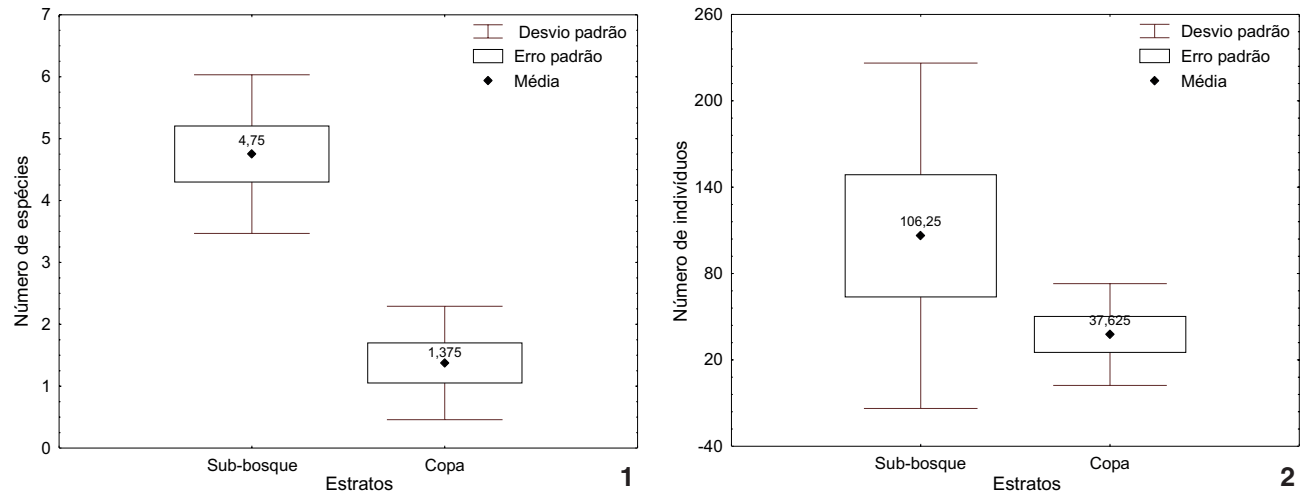 7
6
5
4
3
2
1
0
Número de espécies
Desvio padrão
Erro padrão
Média
4,75
1,375
Sub-bosque
Copa
Estratos
1
260
200
140
80
20
-40
Número de indivíduos
Desvio padrão
Erro padrão
Média
106,25
37,625
Sub-bosque
Copa
Estratos
2